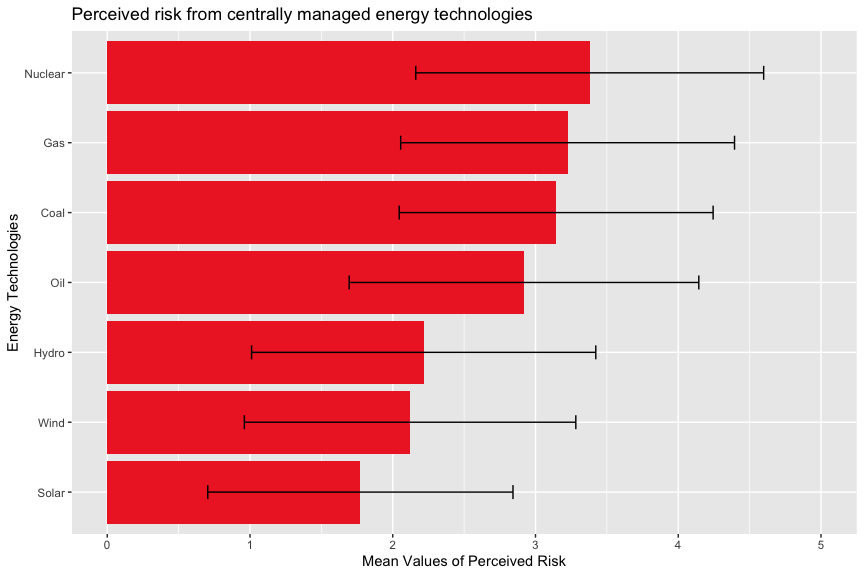 Perceived risk from centrally managed energy technologies
Energy Technologies
Nuclear
Gas
Coal
Oil
Hydro
Wind
Solar
0 1 2 3 4 5
Mean Values of Perceived Risk